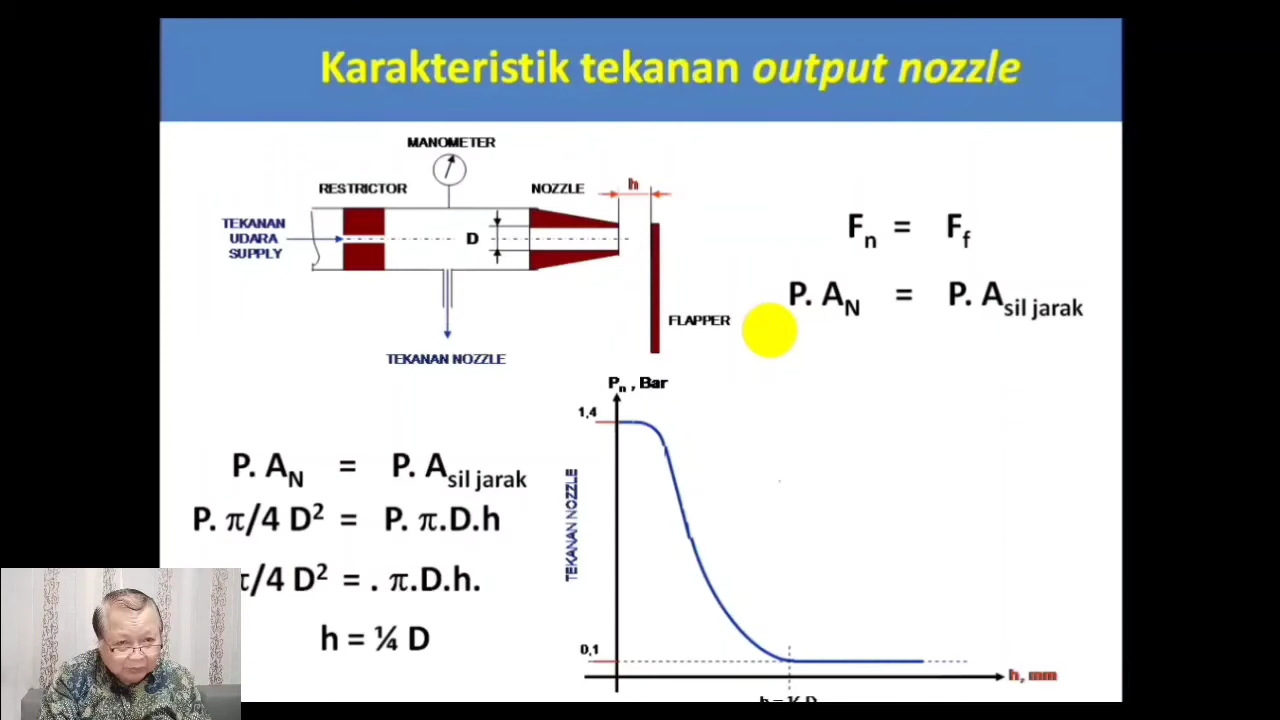 Karakteristik tekanan output nozzle
MANOMETER
RESTRICTOR
NOZZLE
h
TEKANAN
UDARA
SUPPLY
D
FLAPPER
TEKANAN NOZZLE
Fn = Ff
P. AN = P. Asil jarak
P. AN = P. Asil jarak
P. π/4 D² = P. π.D.h
π/4 D² = . π.D.h.
h = ¼ D
Pn , Bar
1,4
TEKANAN NOZZLE
0,1
h, mm